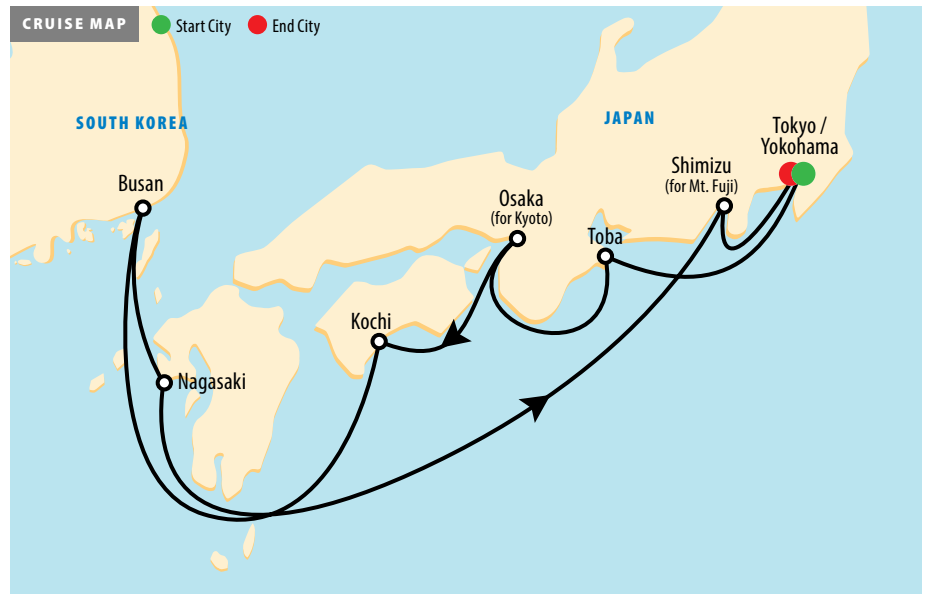 CRUISE MAP
Start City
End City
SOUTH KOREA
JAPAN
Tokyo /
Yokohama
Shimizu
(for Mt. Fuji)
Busan
Osaka
(for Kyoto)
Toba
Kochi
Nagasaki